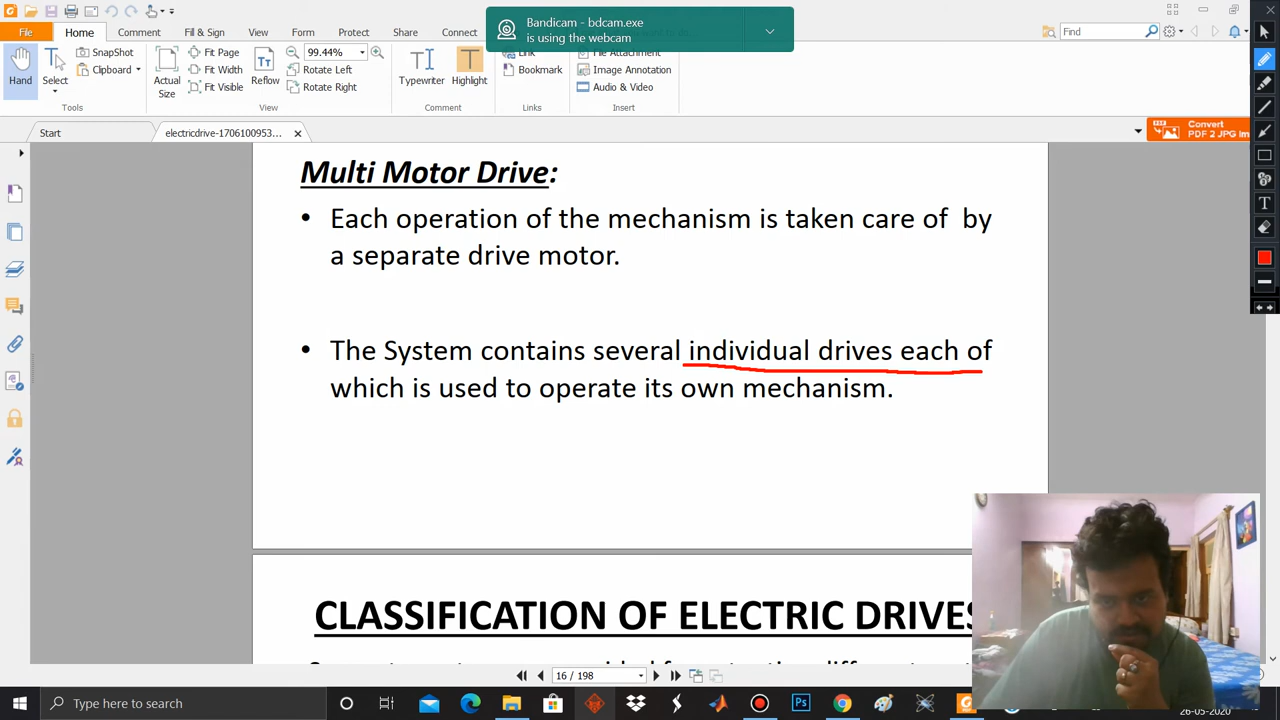 Bandicam - bdcam.exe
is using the webcam
File
Home
Comment
Fill & Sign
View
Form
Protect
Share
Connect
Find
Hand
Select
SnapShot
Clipboard
Tools
Actual
Size
Fit Page
Fit Width
Fit Visible
Reflow
99.44%
Rotate Left
Rotate Right
View
Typewriter
Highlight
Comment
Link
Bookmark
Links
File Attachment
Image Annotation
Audio & Video
Insert
Start
electricdrive-1706100953...
Convert
PDF 2 JPG Im
Multi Motor Drive:
• Each operation of the mechanism is taken care of by
a separate drive motor.
• The System contains several individual drives each of
which is used to operate its own mechanism.
CLASSIFICATION OF ELECTRIC DRIVES
16 / 198
Type here to search
26-05-2020